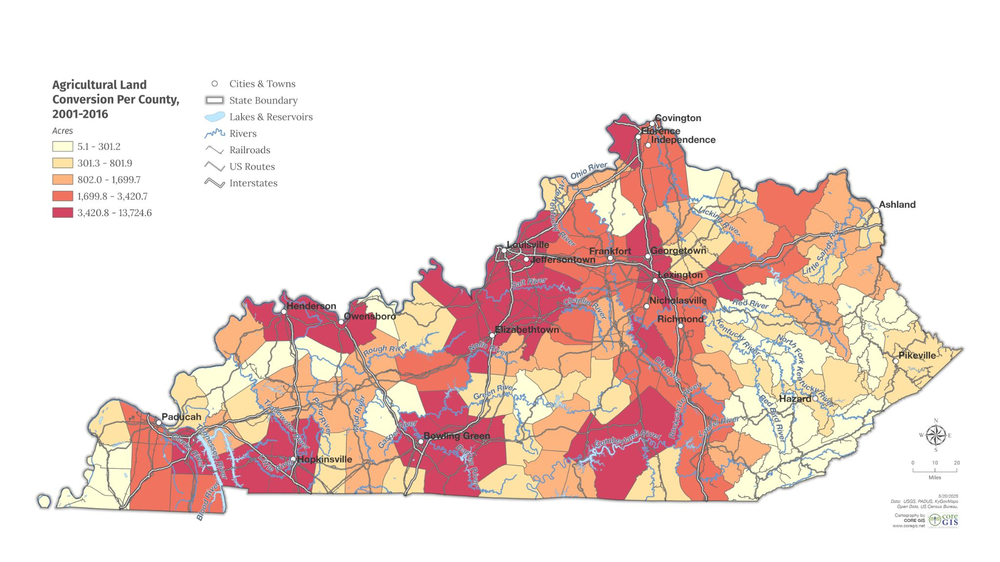 Agricultural Land
Conversion Per County,
2001-2016
Acres
5.1 - 301.2
301.3 - 801.9
802.0 - 1,699.7
1,699.8 - 3,420.7
3,420.8 - 13,724.6
Cities & Towns
State Boundary
Lakes & Reservoirs
Rivers
Railroads
US Routes
Interstates
Covington
Florence
Independence
Ohio River
Little Kentucky River
Licking River
Ashland
Louisville
Jeffersontown
Frankfort
Georgetown
Little Sandy River
Lexington
Salt River
Chaplin River
Nicholasville
Red River
Henderson
Owensboro
Richmond
Elizabethtown
Kentucky River
North Fork Kentucky River
Rough River
Nolin River
Dix River
Pikeville
Green River
Rockcastle River
Hazard
Red Bird River
Tradewater River
Pond River
Mud River
Paducah
Laurel River
Gasper River
Bowling Green
Cumberland River
Clarks River
Tennessee River
Barren River
Little River
Hopkinsville
Blood River
N
W
E
S
0 10 20
Miles
5/20/2025
Data: USGS, PADUS, KyGovMaps
Open Data, US Census Bureau,
Cartography by
CORE GIS
www.coregis.net
core
GIS